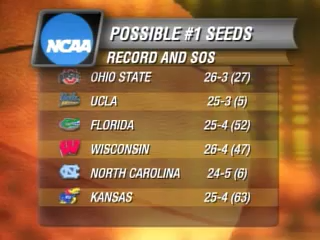 NCAA
POSSIBLE #1 SEEDS
RECORD AND SOS
OHIO STATE 26-3 (27)
UCLA 25-3 (5)
FLORIDA 25-4 (52)
WISCONSIN 26-4 (47)
NORTH CAROLINA 24-5 (6)
KANSAS 25-4 (63)